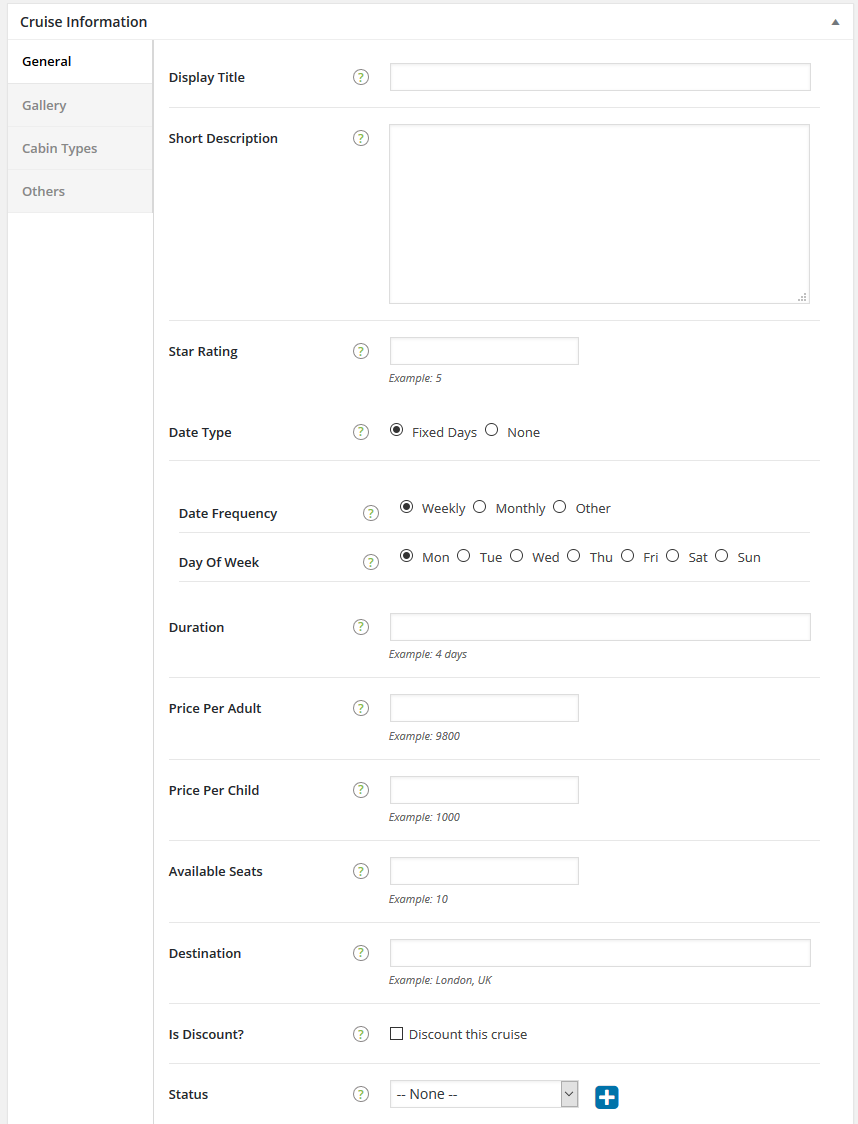 Cruise Information
General
Gallery
Cabin Types
Others
Display Title ?
Short Description ?
Star Rating ?
Example: 5
Date Type ? Fixed Days None
Date Frequency ? Weekly Monthly Other
Day Of Week ? Mon Tue Wed Thu Fri Sat Sun
Duration ?
Example: 4 days
Price Per Adult ?
Example: 9800
Price Per Child ?
Example: 1000
Available Seats ?
Example: 10
Destination ?
Example: London, UK
Is Discount? ? Discount this cruise
Status ? -- None --